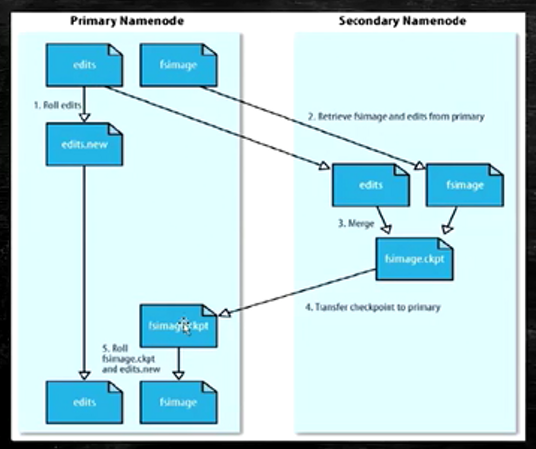 Primary Namenode
Secondary Namenode
edits
fsimage
1. Roll edits
2. Retrieve fsimage and edits from primary
edits.new
edits
fsimage
3. Merge
fsimage.ckpt
4. Transfer checkpoint to primary
fsimage.ckpt
5. Roll
fsimage.ckpt
and edits.new
edits
fsimage